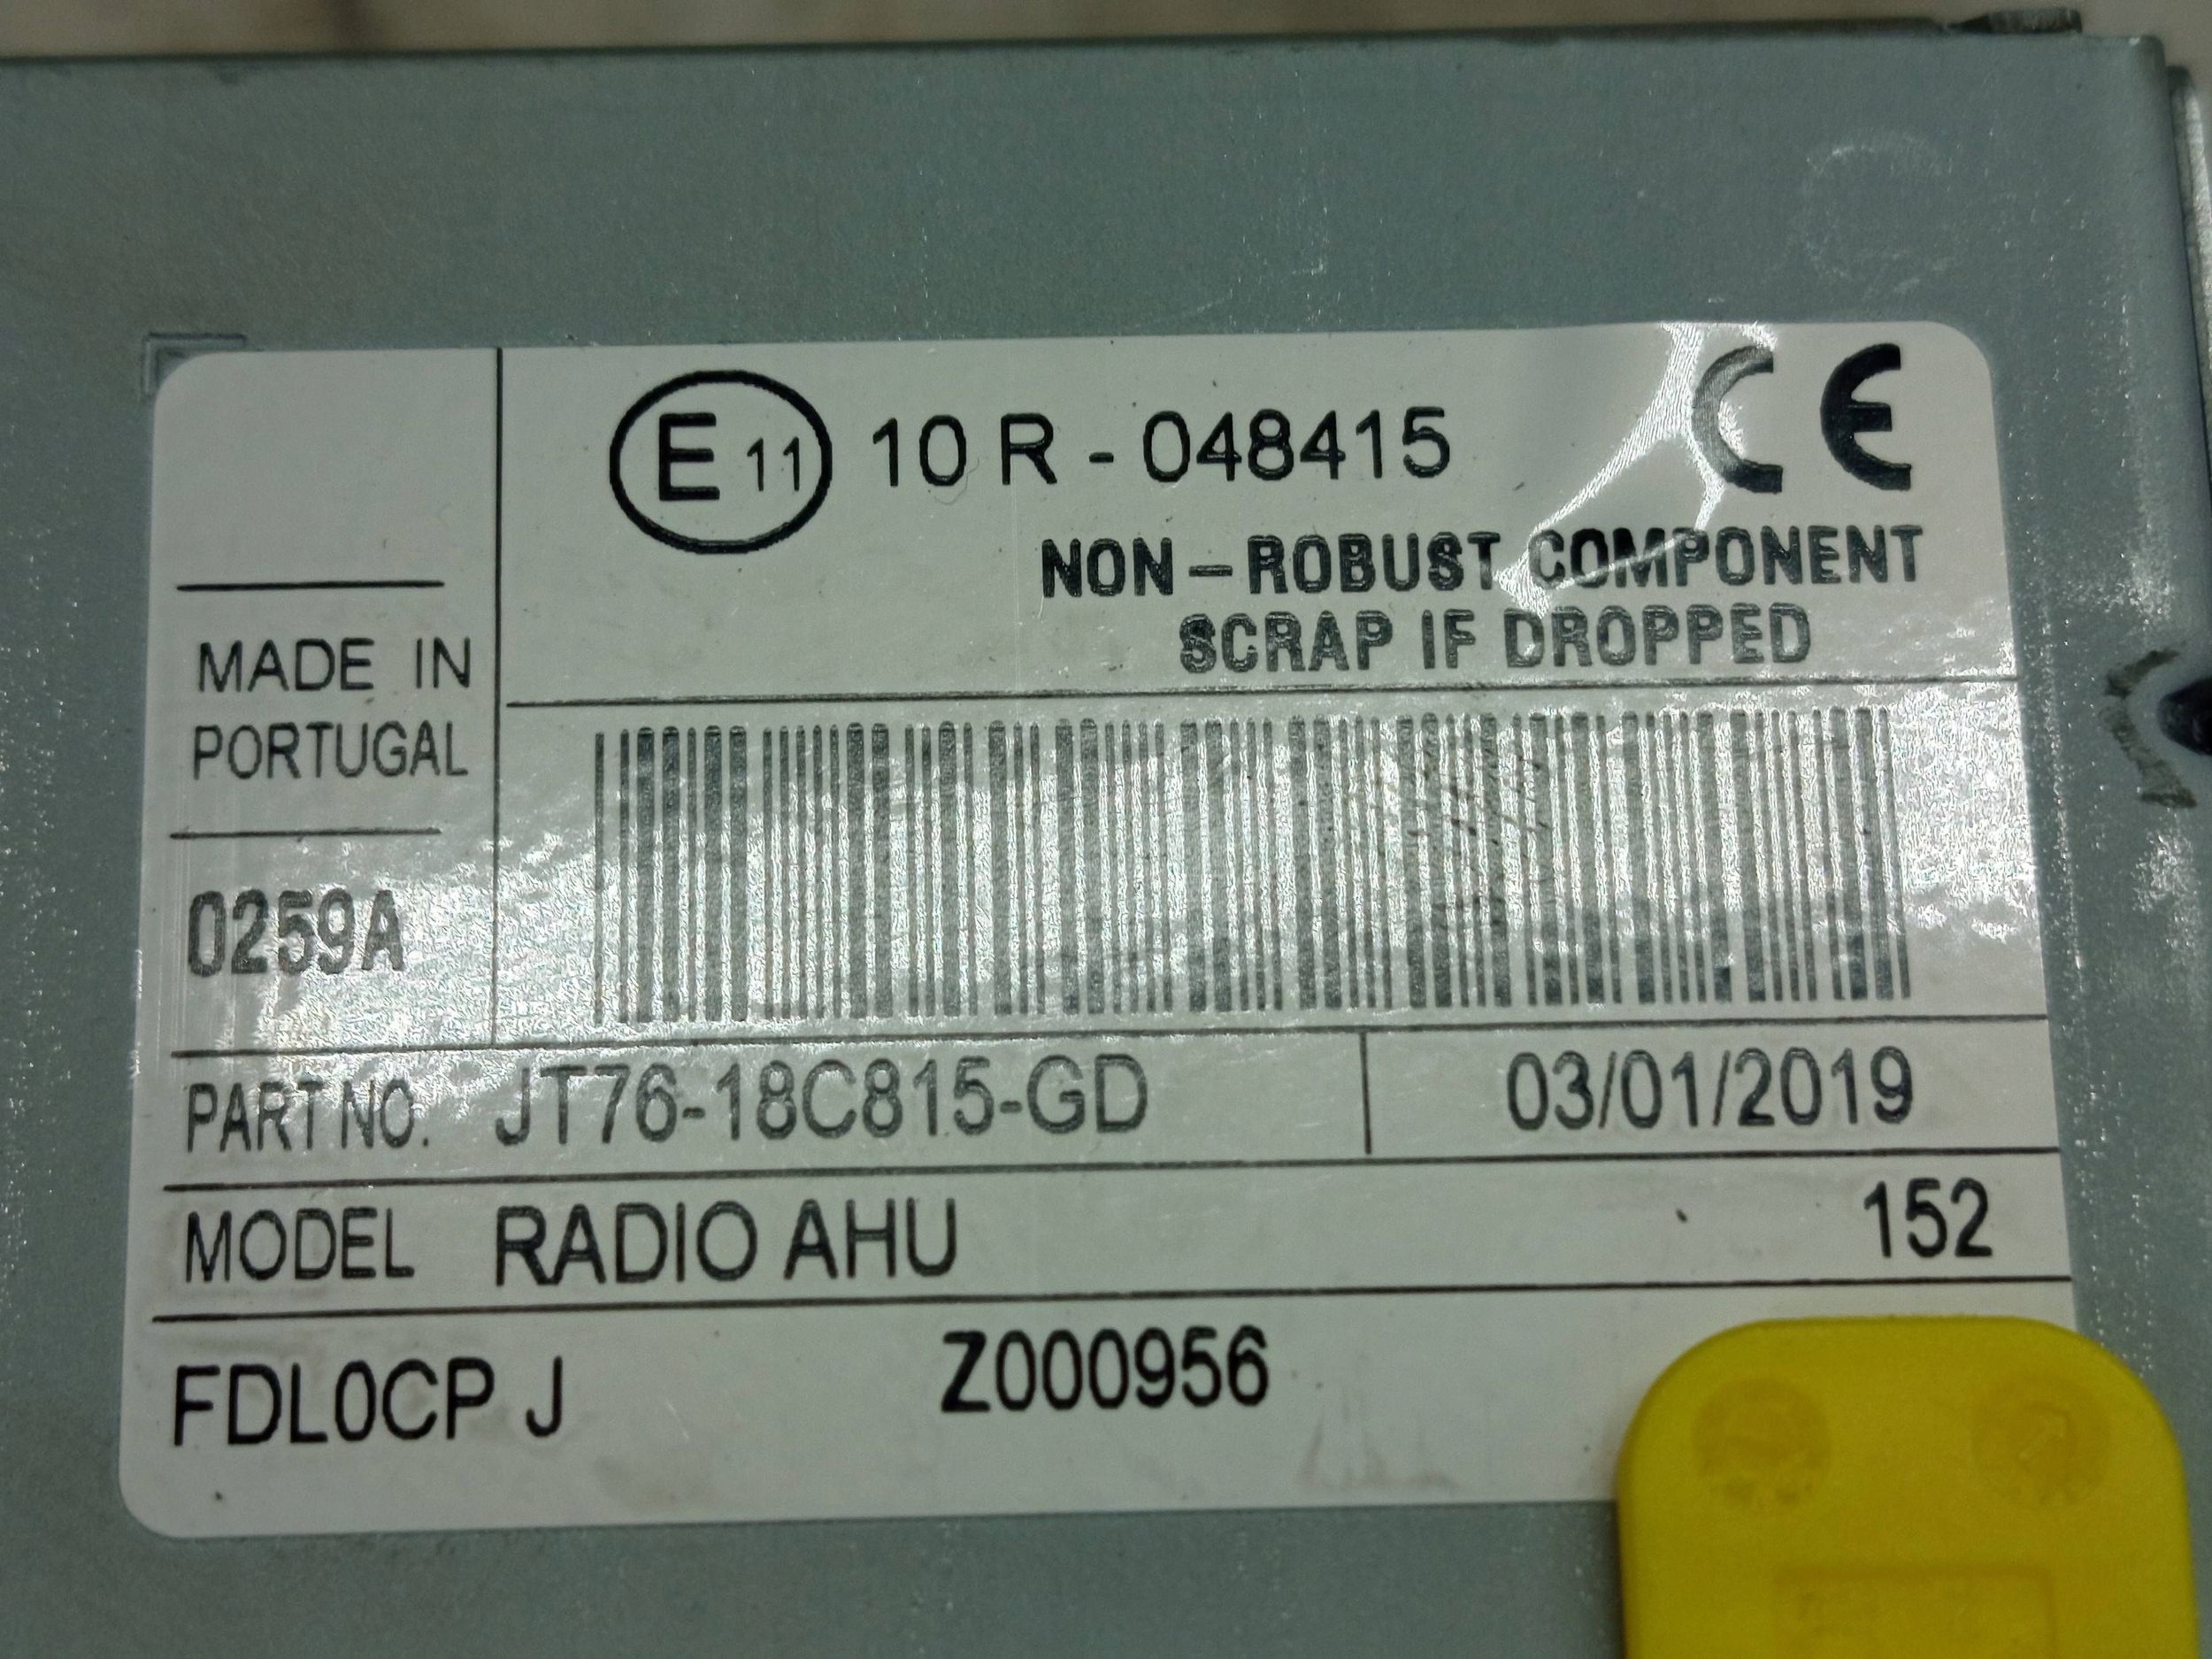 E 11 10 R - 048415 CE
NON-ROBUST COMPONENT
SCRAP IF DROPPED
MADE IN
PORTUGAL
0259A
PART NO. JT76-18C815-GD 03/01/2019
MODEL RADIO AHU 152
FDL0CP J Z000956